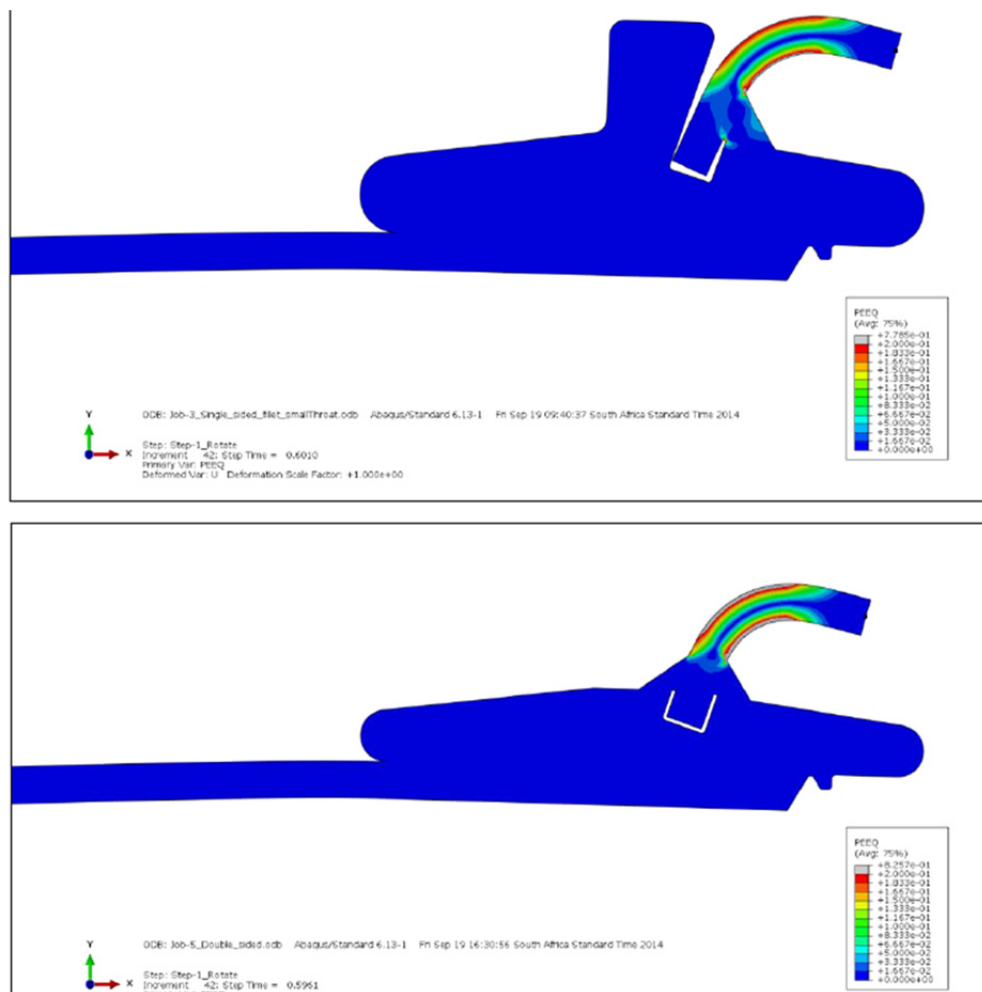 PEEQ
(Avg: 75%)
+7.785e-01
+2.000e-01
+1.833e-01
+1.667e-01
+1.500e-01
+1.333e-01
+1.167e-01
+1.000e-01
+8.333e-02
+6.667e-02
+5.000e-02
+3.333e-02
+1.667e-02
+0.000e+00
Y
X
ODB: Job-3_Single_sided_fillet_smallThroat.odb Abaqus/Standard 6.13-1 Fri Sep 19 09:40:37 South Africa Standard Time 2014
Step: Step-1_Rotate
Increment 42: Step Time = 0.6010
Primary Var: PEEQ
Deformed Var: U Deformation Scale Factor: +1.000e+00
PEEQ
(Avg: 75%)
+8.257e-01
+2.000e-01
+1.833e-01
+1.667e-01
+1.500e-01
+1.333e-01
+1.167e-01
+1.000e-01
+8.333e-02
+6.667e-02
+5.000e-02
+3.333e-02
+1.667e-02
+0.000e+00
Y
X
ODB: Job-5_Double_sided.odb Abaqus/Standard 6.13-1 Fri Sep 19 16:30:56 South Africa Standard Time 2014
Step: Step-1_Rotate
Increment 42: Step Time = 0.5961